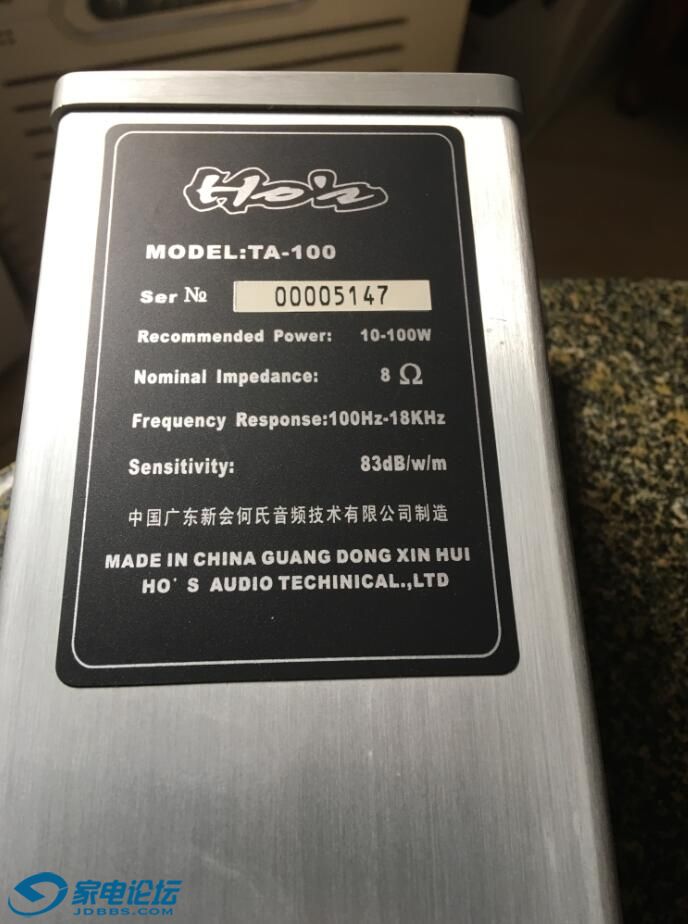 Ho's
MODEL:TA-100
Ser № 00005147
Recommended Power: 10-100W
Nominal Impedance: 8 Ω
Frequency Response:100Hz-18KHz
Sensitivity: 83dB/w/m
中国广东新会何氏音频技术有限公司制造
MADE IN CHINA GUANG DONG XIN HUI
HO'S AUDIO TECHINICAL.,LTD
家电论坛
JDBBS.COM